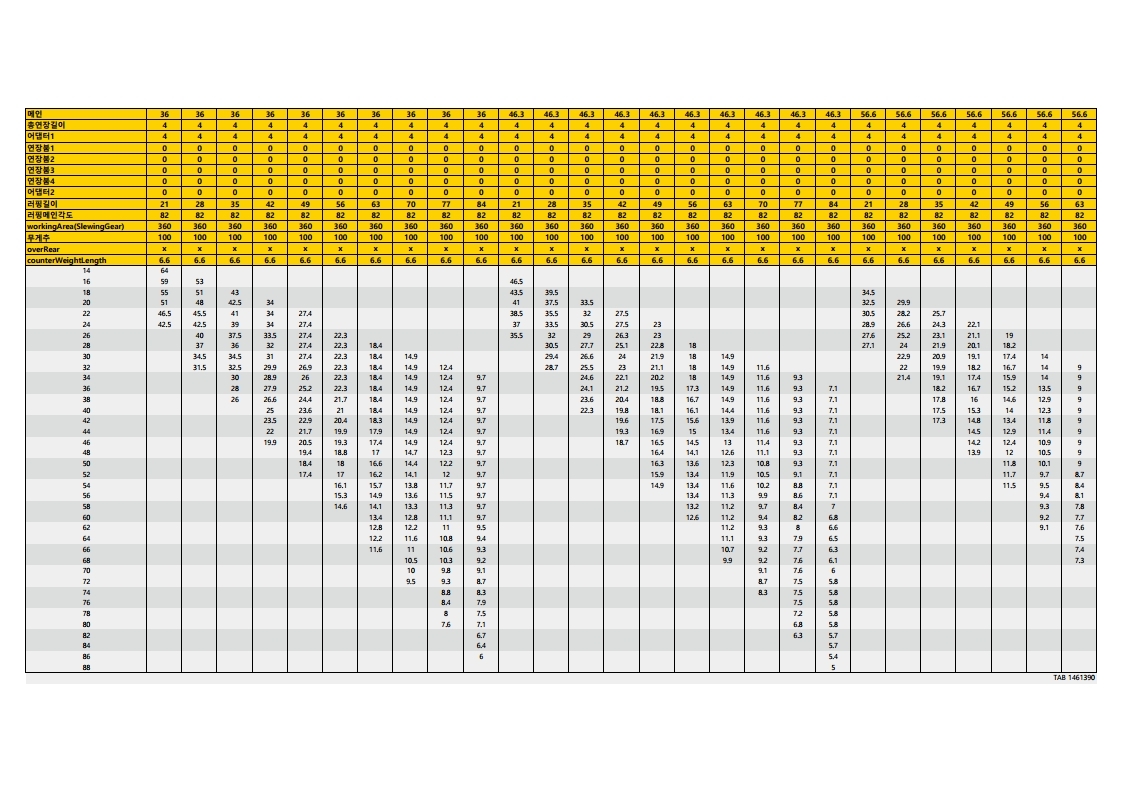 메인 36 36 36 36 36 36 36 36 36 36 46.3 46.3 46.3 46.3 46.3 46.3 46.3 46.3 46.3 46.3 56.6 56.6 56.6 56.6 56.6 56.6 56.6
총연장길이 4 4 4 4 4 4 4 4 4 4 4 4 4 4 4 4 4 4 4 4 4 4 4 4 4 4 4
어댑터1 4 4 4 4 4 4 4 4 4 4 4 4 4 4 4 4 4 4 4 4 4 4 4 4 4 4 4
연장붐1 0 0 0 0 0 0 0 0 0 0 0 0 0 0 0 0 0 0 0 0 0 0 0 0 0 0 0
연장붐2 0 0 0 0 0 0 0 0 0 0 0 0 0 0 0 0 0 0 0 0 0 0 0 0 0 0 0
연장붐3 0 0 0 0 0 0 0 0 0 0 0 0 0 0 0 0 0 0 0 0 0 0 0 0 0 0 0
연장붐4 0 0 0 0 0 0 0 0 0 0 0 0 0 0 0 0 0 0 0 0 0 0 0 0 0 0 0
어댑터2 0 0 0 0 0 0 0 0 0 0 0 0 0 0 0 0 0 0 0 0 0 0 0 0 0 0 0
러핑길이 21 28 35 42 49 56 63 70 77 84 21 28 35 42 49 56 63 70 77 84 21 28 35 42 49 56 63
러핑메인각도 82 82 82 82 82 82 82 82 82 82 82 82 82 82 82 82 82 82 82 82 82 82 82 82 82 82 82
workingArea(SlewingGear) 360 360 360 360 360 360 360 360 360 360 360 360 360 360 360 360 360 360 360 360 360 360 360 360 360 360 360
무게추 100 100 100 100 100 100 100 100 100 100 100 100 100 100 100 100 100 100 100 100 100 100 100 100 100 100 100
overRear x x x x x x x x x x x x x x x x x x x x x x x x x x x
counterWeightLength 6.6 6.6 6.6 6.6 6.6 6.6 6.6 6.6 6.6 6.6 6.6 6.6 6.6 6.6 6.6 6.6 6.6 6.6 6.6 6.6 6.6 6.6 6.6 6.6 6.6 6.6 6.6
14 64
16 59 53 46.5
18 55 51 43 43.5 39.5 34.5
20 51 48 42.5 34 41 37.5 33.5 32.5 29.9
22 46.5 45.5 41 34 27.4 38.5 35.5 32 27.5 30.5 28.2 25.7
24 42.5 42.5 39 34 27.4 37 33.5 30.5 27.5 23 28.9 26.6 24.3 22.1
26 40 37.5 33.5 27.4 22.3 35.5 32 29 26.3 23 27.6 25.2 23.1 21.1 19
28 37 36 32 27.4 22.3 18.4 30.5 27.7 25.1 22.8 18 27.1 24 21.9 20.1 18.2
30 34.5 34.5 31 27.4 22.3 18.4 14.9 29.4 26.6 24 21.9 18 14.9 22.9 20.9 19.1 17.4 14
32 31.5 32.5 29.9 26.9 22.3 18.4 14.9 12.4 28.7 25.5 23 21.1 18 14.9 11.6 22 19.9 18.2 16.7 14 9
34 30 28.9 26 22.3 18.4 14.9 12.4 9.7 24.6 22.1 20.2 18 14.9 11.6 9.3 21.4 19.1 17.4 15.9 14 9
36 28 27.9 25.2 22.3 18.4 14.9 12.4 9.7 24.1 21.2 19.5 17.3 14.9 11.6 9.3 7.1 18.2 16.7 15.2 13.5 9
38 26 26.6 24.4 21.7 18.4 14.9 12.4 9.7 23.6 20.4 18.8 16.7 14.9 11.6 9.3 7.1 17.8 16 14.6 12.9 9
40 25 23.6 21 18.4 14.9 12.4 9.7 22.3 19.8 18.1 16.1 14.4 11.6 9.3 7.1 17.5 15.3 14 12.3 9
42 23.5 22.9 20.4 18.3 14.9 12.4 9.7 19.6 17.5 15.6 13.9 11.6 9.3 7.1 17.3 14.8 13.4 11.8 9
44 22 21.7 19.9 17.9 14.9 12.4 9.7 19.3 16.9 15 13.4 11.6 9.3 7.1 14.5 12.9 11.4 9
46 19.9 20.5 19.3 17.4 14.9 12.4 9.7 18.7 16.5 14.5 13 11.4 9.3 7.1 14.2 12.4 10.9 9
48 19.4 18.8 17 14.7 12.3 9.7 16.4 14.1 12.6 11.1 9.3 7.1 13.9 12 10.5 9
50 18.4 18 16.6 14.4 12.2 9.7 16.3 13.6 12.3 10.8 9.3 7.1 11.8 10.1 9
52 17.4 17 16.2 14.1 12 9.7 15.9 13.4 11.9 10.5 9.1 7.1 11.7 9.7 8.7
54 16.1 15.7 13.8 11.7 9.7 14.9 13.4 11.6 10.2 8.8 7.1 11.5 9.5 8.4
56 15.3 14.9 13.6 11.5 9.7 13.4 11.3 9.9 8.6 7.1 9.4 8.1
58 14.6 14.1 13.3 11.3 9.7 13.2 11.2 9.7 8.4 7 9.3 7.8
60 13.4 12.8 11.1 9.7 12.6 11.2 9.4 8.2 6.8 9.2 7.7
62 12.8 12.2 11 9.5 11.2 9.3 8 6.6 9.1 7.6
64 12.2 11.6 10.8 9.4 11.1 9.3 7.9 6.5 7.5
66 11.6 11 10.6 9.3 10.7 9.2 7.7 6.3 7.4
68 10.5 10.3 9.2 9.9 9.2 7.6 6.1 7.3
70 10 9.8 9.1 9.1 7.6 6
72 9.5 9.3 8.7 8.7 7.5 5.8
74 8.8 8.3 8.3 7.5 5.8
76 8.4 7.9 7.5 5.8
78 8 7.5 7.2 5.8
80 7.6 7.1 6.8 5.8
82 6.7 6.3 5.7
84 6.4 5.7
86 6 5.4
88 5
TAB 1461390